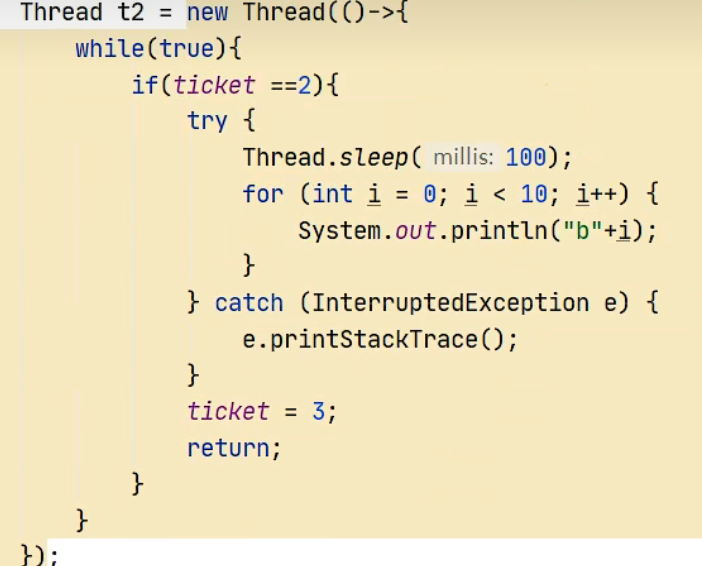 Thread t2 = new Thread(()->{
while(true){
if(ticket ==2){
try {
Thread.sleep( millis: 100);
for (int i = 0; i < 10; i++) {
System.out.println("b"+i);
}
} catch (InterruptedException e) {
e.printStackTrace();
}
ticket = 3;
return;
}
}
});